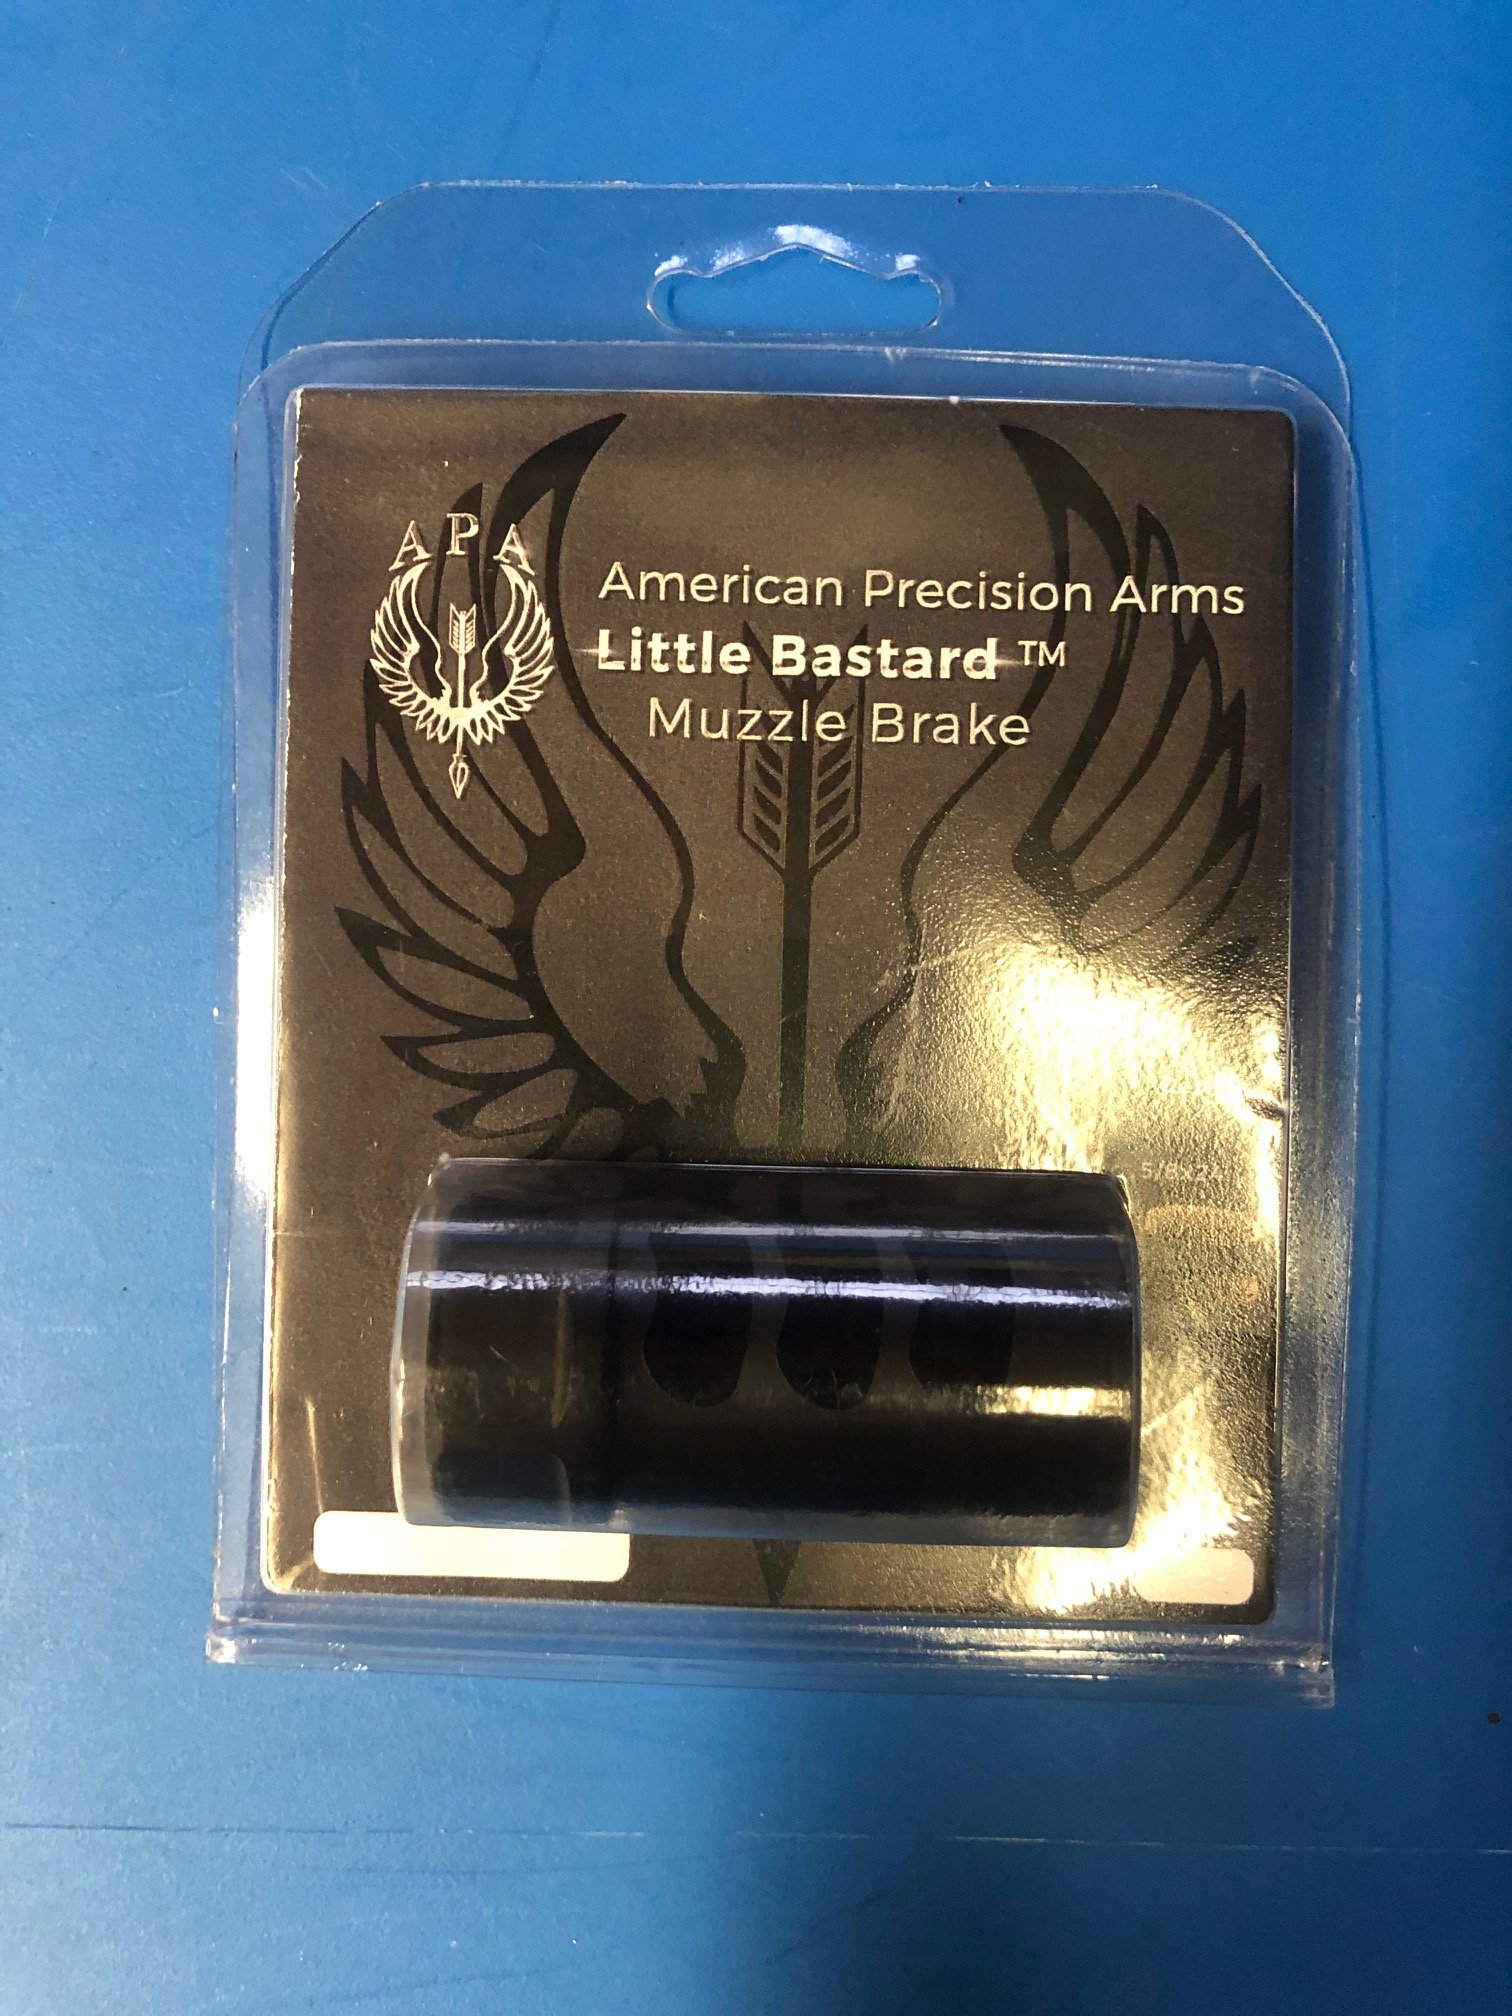 APA
American Precision Arms
Little Bastard ™
Muzzle Brake